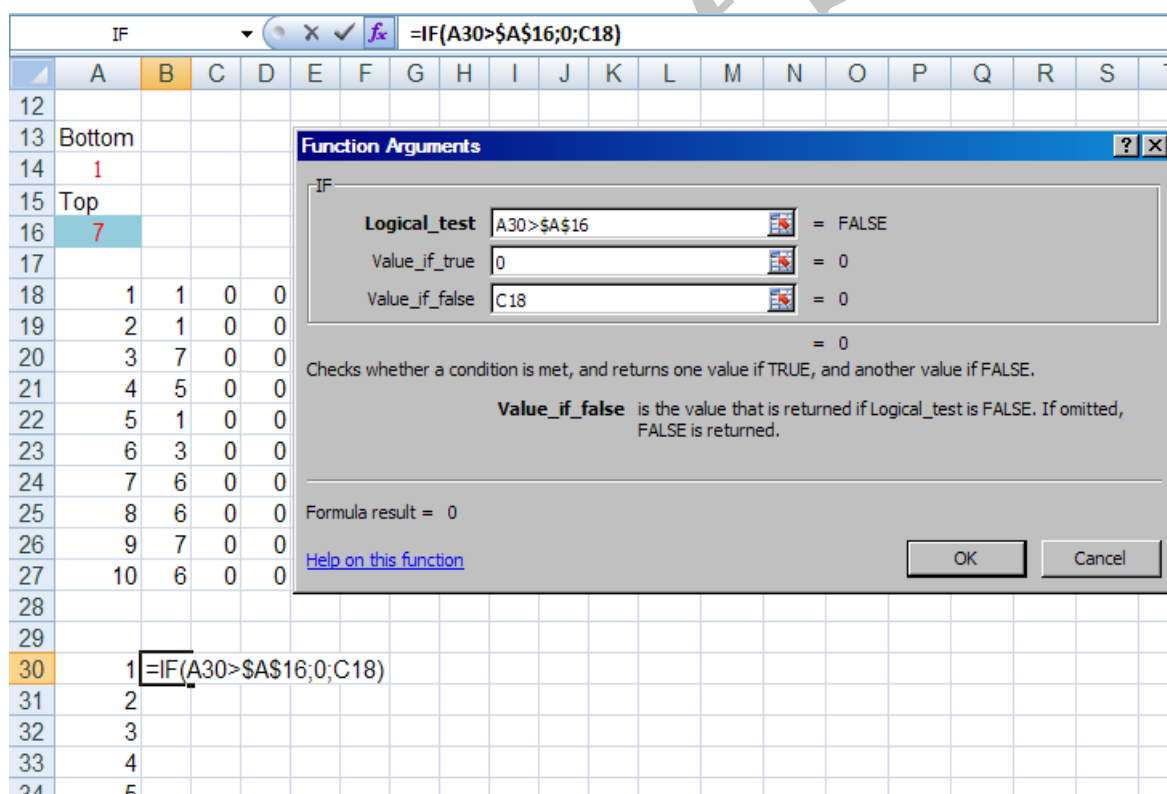 IF =IF(A30>$A$16;0;C18)
A B C D E F G H I J K L M N O P Q R S
12
13 Bottom
14 1
15 Top
16 7
17
18 1 1 0 0
19 2 1 0 0
20 3 7 0 0
21 4 5 0 0
22 5 1 0 0
23 6 3 0 0
24 7 6 0 0
25 8 6 0 0
26 9 7 0 0
27 10 6 0 0
28
29
30 1 =IF(A30>$A$16;0;C18)
31 2
32 3
33 4
34 5
Function Arguments
IF
Logical_test A30>$A$16 = FALSE
Value_if_true 0 = 0
Value_if_false C18 = 0
= 0
Checks whether a condition is met, and returns one value if TRUE, and another value if FALSE.
Value_if_false is the value that is returned if Logical_test is FALSE. If omitted,
FALSE is returned.
Formula result = 0
Help on this function
OK Cancel